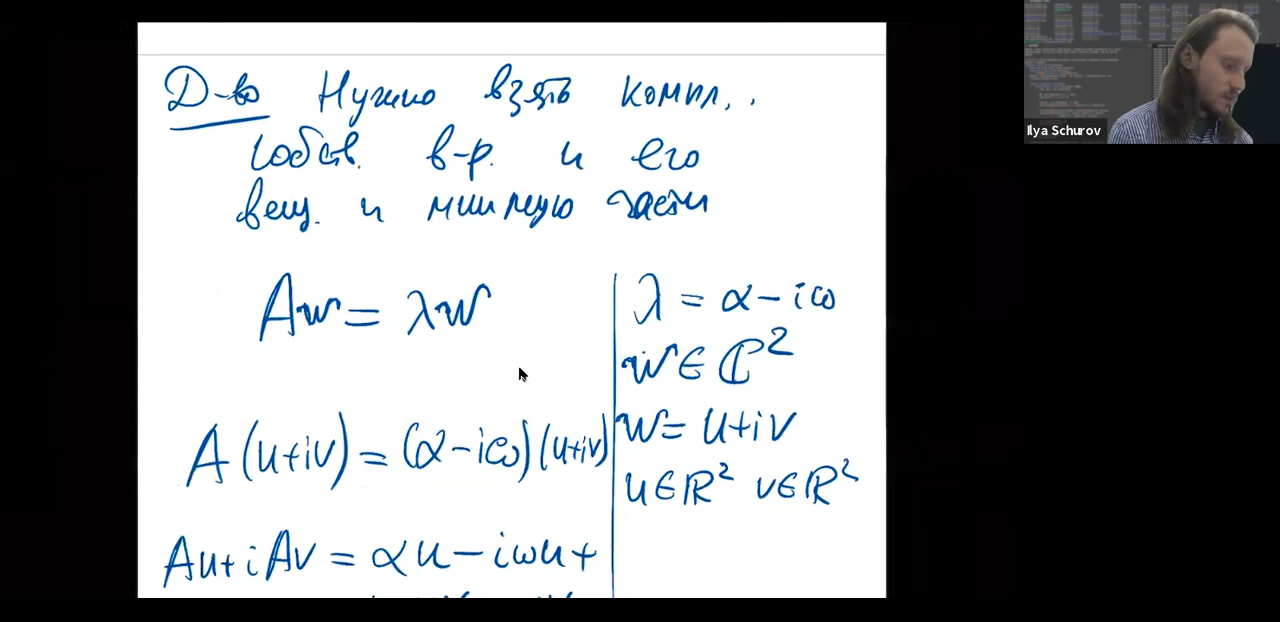 Д-во Нужно взять компл.
собств. в-р. и его
вещ. и мнимую части
Aw = λw
λ = α - iω
w ∈ ℂ²
w = u+iv
u ∈ ℝ² v ∈ ℝ²
A(u+iv) = (α - iω)(u+iv)
Au + iAv = αu - iωu +
Ilya Schurov